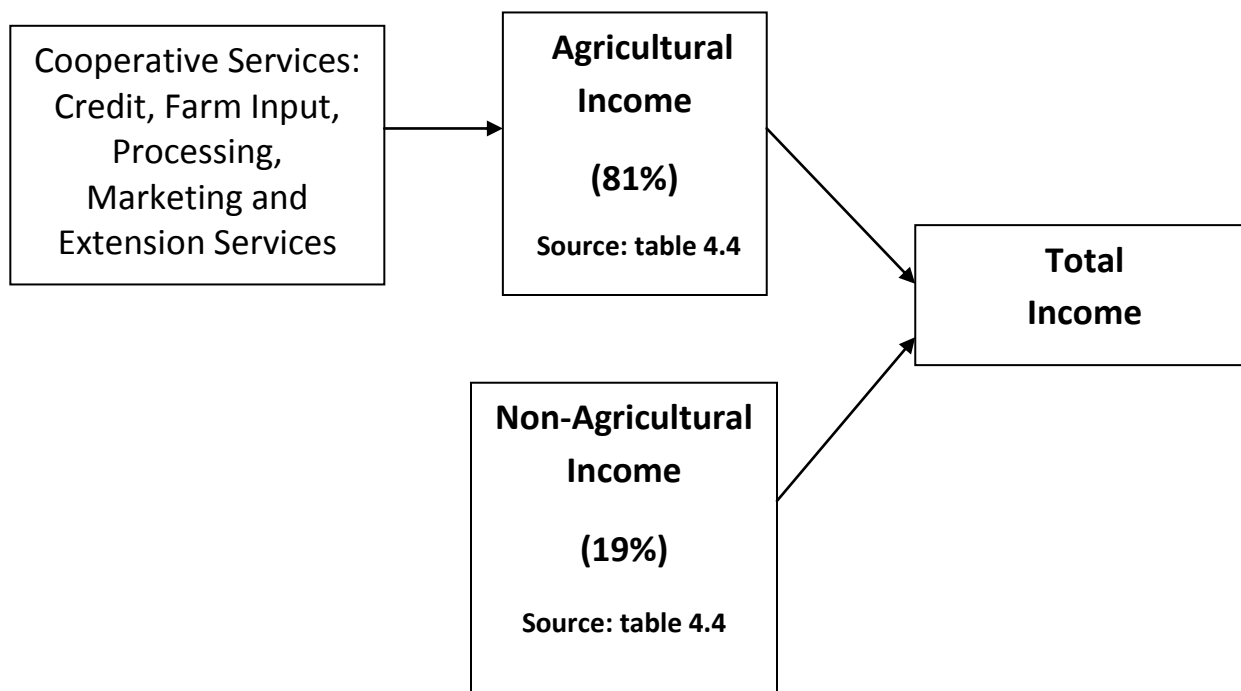 Cooperative Services:
Credit, Farm Input,
Processing,
Marketing and
Extension Services
Agricultural
Income
(81%)
Source: table 4.4
Total
Income
Non-Agricultural
Income
(19%)
Source: table 4.4